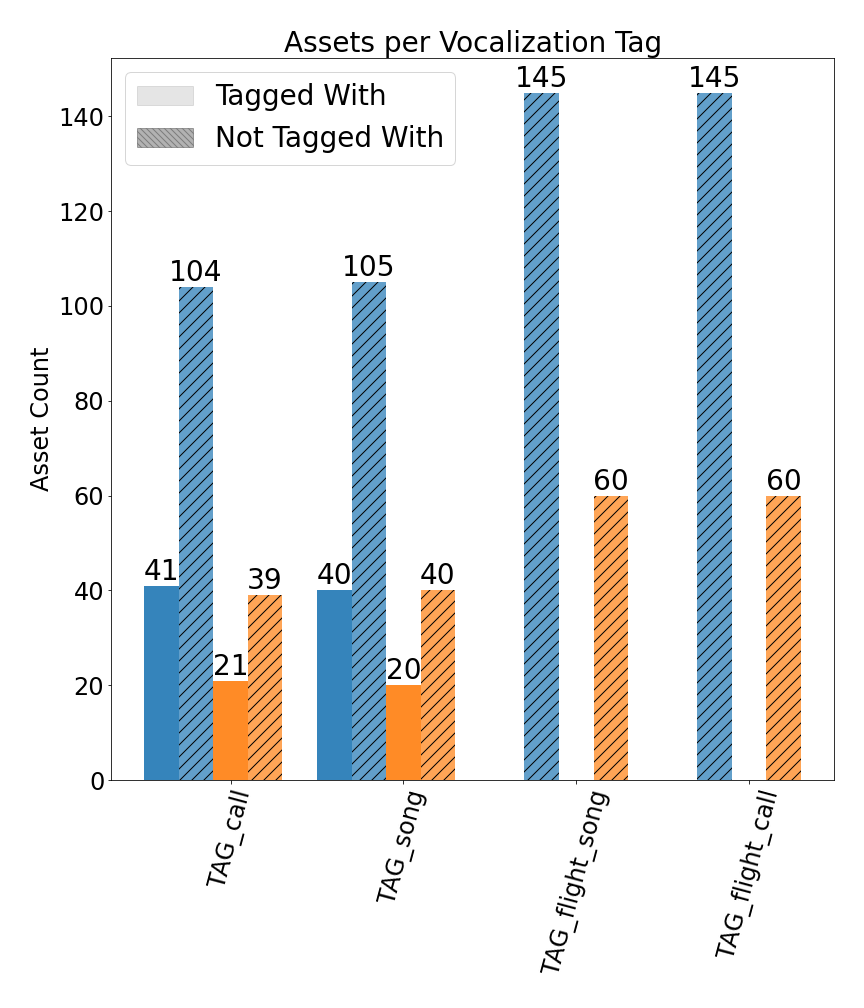 Assets per Vocalization Tag
Tagged With
Not Tagged With
Asset Count
140
120
100
80
60
40
20
0
41
104
21
39
40
105
20
40
145
60
145
60
TAG_call
TAG_song
TAG_flight_song
TAG_flight_call